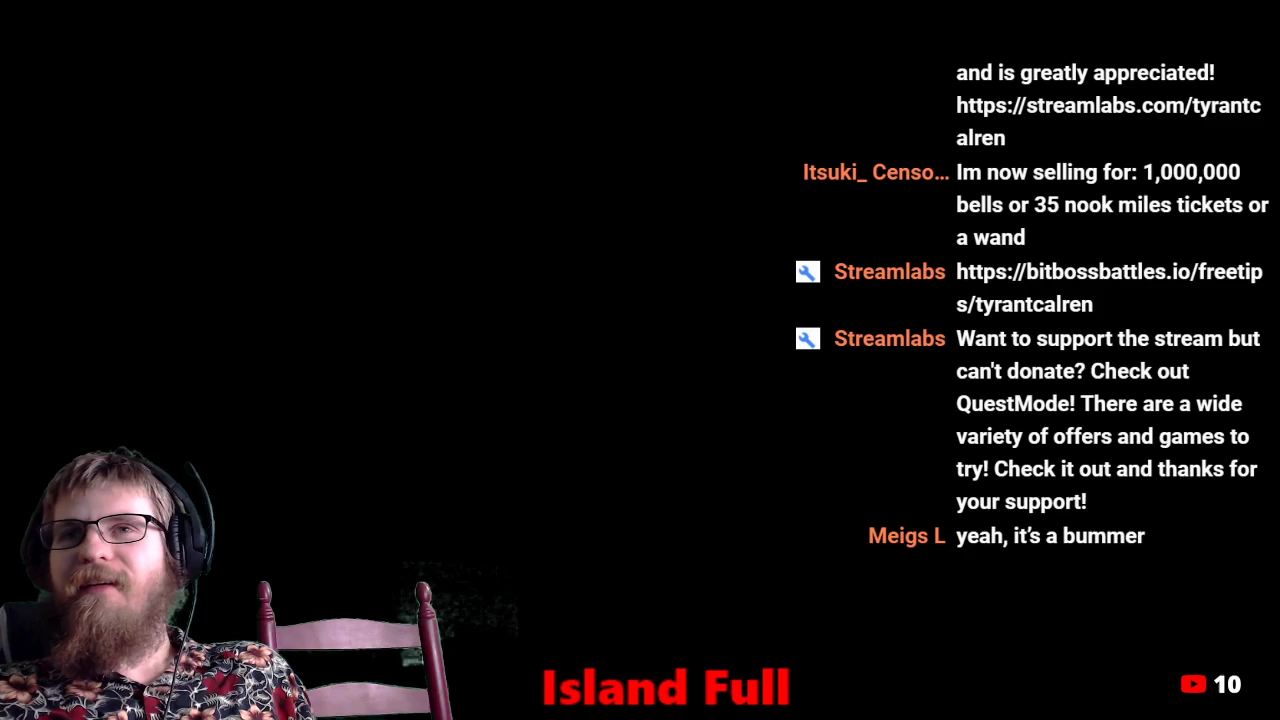 and is greatly appreciated!
https://streamlabs.com/tyrantc
alren
Itsuki_ Censo… Im now selling for: 1,000,000
bells or 35 nook miles tickets or
a wand
Streamlabs https://bitbossbattles.io/freetip
s/tyrantcalren
Streamlabs Want to support the stream but
can't donate? Check out
QuestMode! There are a wide
variety of offers and games to
try! Check it out and thanks for
your support!
Meigs L yeah, it’s a bummer
Island Full
10